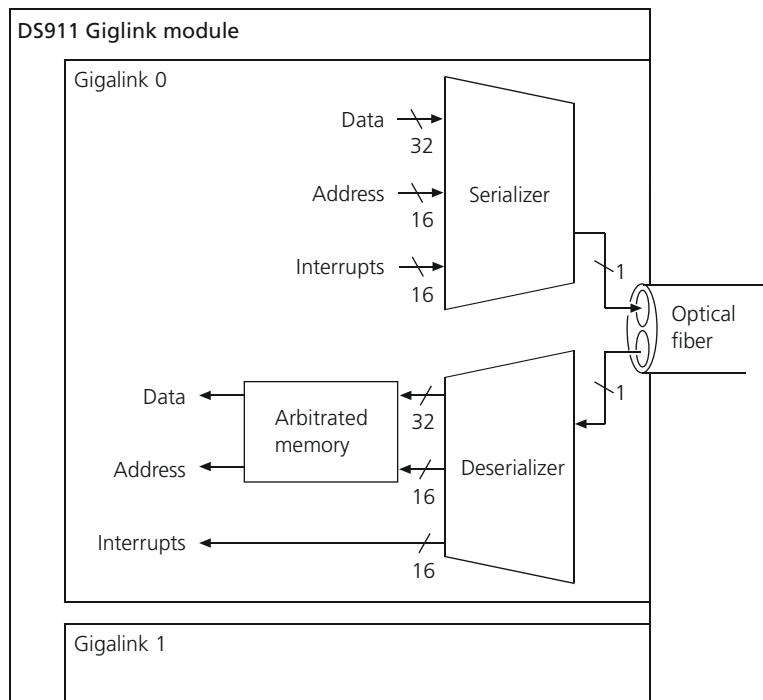 DS911 Giglink module
Gigalink 0
Data
32
Address
16
Serializer
Interrupts
16
1
Optical
fiber
Data
Arbitrated
memory
32
1
Address
16
Deserializer
Interrupts
16
Gigalink 1